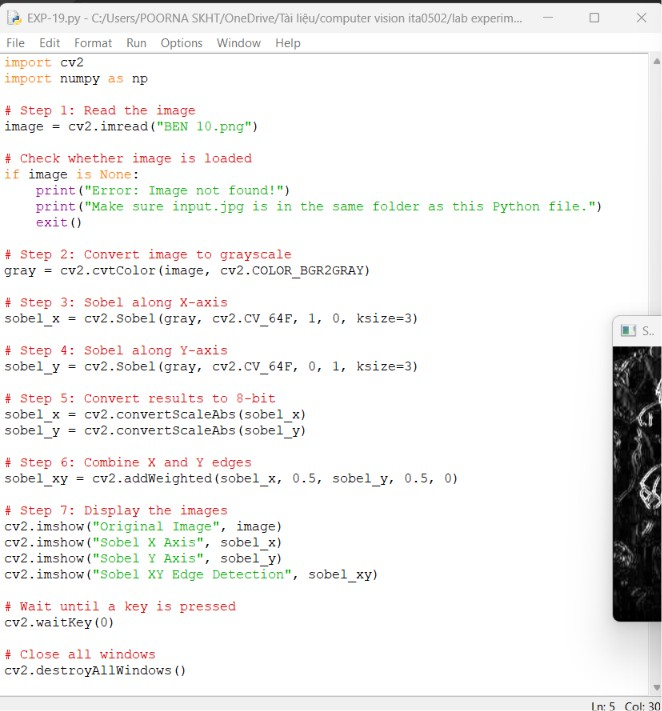 EXP-19.py - C:/Users/POORNA SKHT/OneDrive/Tài liệu/computer vision ita0502/lab experim...
File Edit Format Run Options Window Help
import cv2
import numpy as np
# Step 1: Read the image
image = cv2.imread("BEN 10.png")
# Check whether image is loaded
if image is None:
    print("Error: Image not found!")
    print("Make sure input.jpg is in the same folder as this Python file.")
    exit()
# Step 2: Convert image to grayscale
gray = cv2.cvtColor(image, cv2.COLOR_BGR2GRAY)
# Step 3: Sobel along X-axis
sobel_x = cv2.Sobel(gray, cv2.CV_64F, 1, 0, ksize=3)
# Step 4: Sobel along Y-axis
sobel_y = cv2.Sobel(gray, cv2.CV_64F, 0, 1, ksize=3)
# Step 5: Convert results to 8-bit
sobel_x = cv2.convertScaleAbs(sobel_x)
sobel_y = cv2.convertScaleAbs(sobel_y)
# Step 6: Combine X and Y edges
sobel_xy = cv2.addWeighted(sobel_x, 0.5, sobel_y, 0.5, 0)
# Step 7: Display the images
cv2.imshow("Original Image", image)
cv2.imshow("Sobel X Axis", sobel_x)
cv2.imshow("Sobel Y Axis", sobel_y)
cv2.imshow("Sobel XY Edge Detection", sobel_xy)
# Wait until a key is pressed
cv2.waitKey(0)
# Close all windows
cv2.destroyAllWindows()
S..
Ln: 5 Col: 30